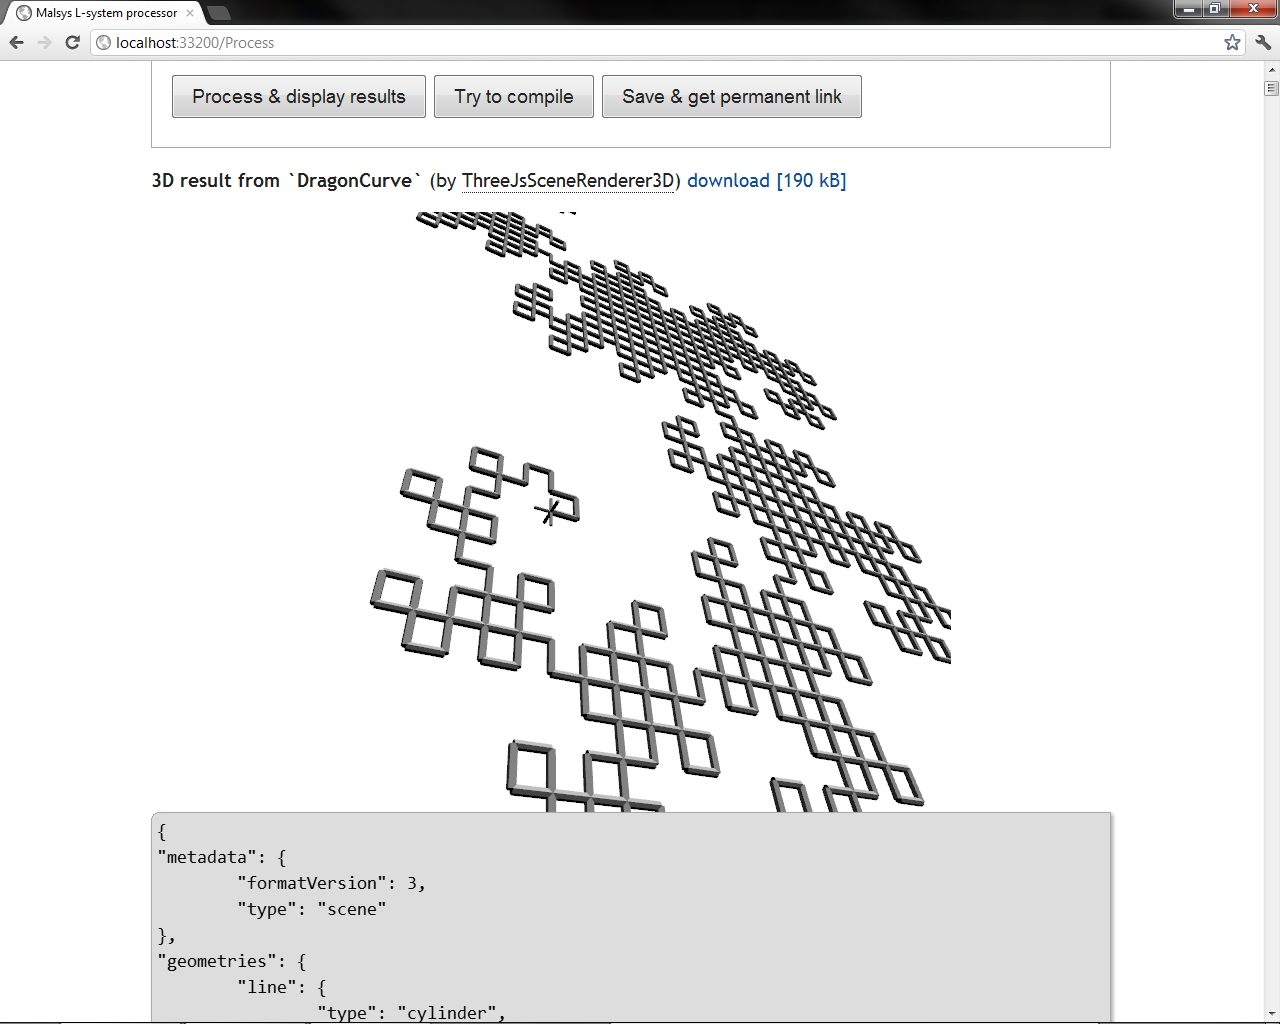 Malsys L-system processor
localhost:33200/Process
Process & display results Try to compile Save & get permanent link
3D result from `DragonCurve` (by ThreeJsSceneRenderer3D) download [190 kB]
{
"metadata": {
"formatVersion": 3,
"type": "scene"
},
"geometries": {
"line": {
"type": "cylinder",